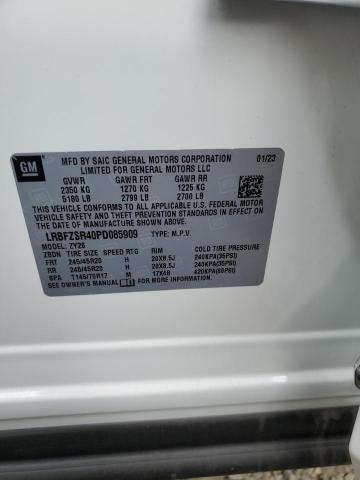 GM
MFD BY SAIC GENERAL MOTORS CORPORATION 01/23
LIMITED FOR GENERAL MOTORS LLC
GVWR GAWR FRT GAWR RR
2350 KG 1270 KG 1225 KG
5180 LB 2799 LB 2700 LB
THIS VEHICLE CONFORMS TO ALL APPLICABLE U.S.
FEDERAL MOTOR VEHICLE SAFETY, BUMPER, AND
THEFT PREVENTION STANDARDS IN EFFECT ON
THE DATE OF MANUFACTURE SHOWN ABOVE.
LRBFZSR40PD085909 TYPE: M.P.V.
MODEL: ZY26
ZBDN TIRE SIZE SPEED RTG RIM COLD TIRE PRESSURE
FRT 245/45R20 H 20X8.5J 240KPA(35PSI)
RR 245/45R20 H 20X8.5J 240KPA(35PSI)
SPA T145/70R17 M 17X4B 420KPA(60PSI)
SEE OWNER'S MANUAL FOR MORE INFORMATION.